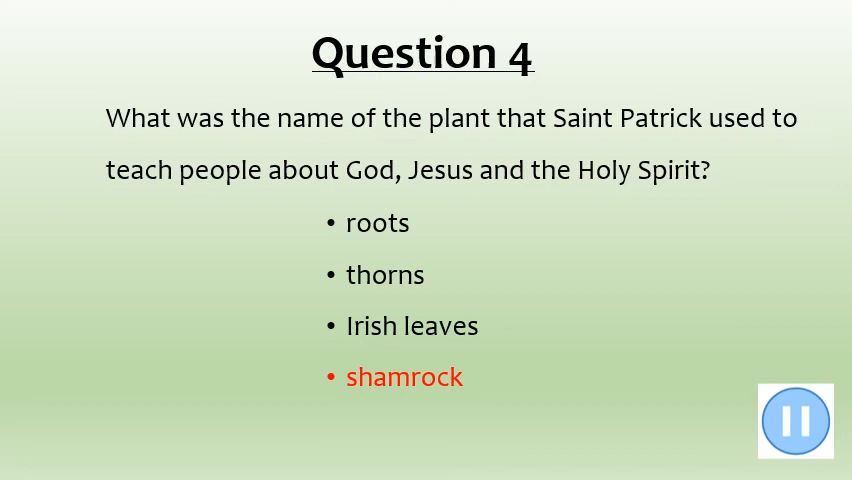 Question 4
What was the name of the plant that Saint Patrick used to
teach people about God, Jesus and the Holy Spirit?
• roots
• thorns
• Irish leaves
• shamrock